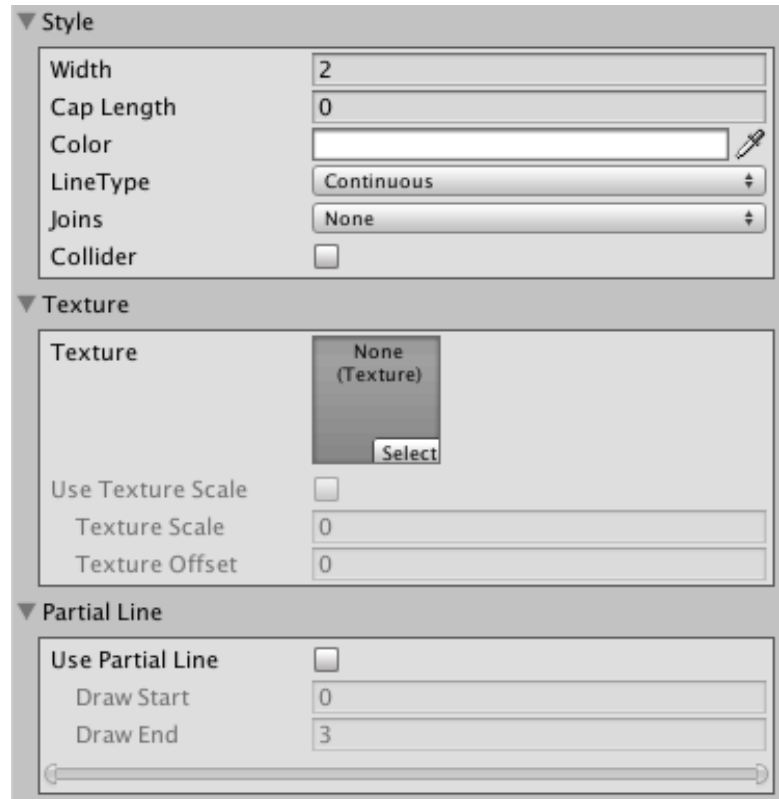 Style
Width 2
Cap Length 0
Color
LineType Continuous
Joins None
Collider
Texture
Texture None
(Texture)
Select
Use Texture Scale
Texture Scale 0
Texture Offset 0
Partial Line
Use Partial Line
Draw Start 0
Draw End 3